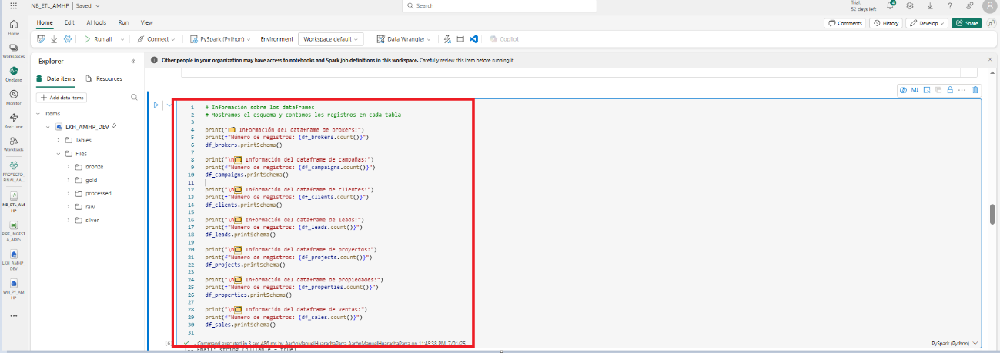 NB_ETL_AMHP | Saved
Search
Trial:
52 days left
4
Home Edit AI tools Run View
Comments History Develop Share
Run all Connect PySpark (Python) Environment Workspace default Data Wrangler Copilot
Home
Workspaces
OneLake
Monitor
Real-Time
Workloads
PROYECTO_
FINAL_AA...
NB_ETL_AM
HP
PIPE_INGEST
A_ADLS
LKH_AMHP_
DEV
WH_PY_AM
HP
Explorer
Data items Resources
Add data items
Items
LKH_AMHP_DEV
Tables
Files
bronze
gold
processed
raw
silver
Other people in your organization may have access to notebooks and Spark job definitions in this workspace. Carefully review this item before running it.
M↓
1 # Información sobre los dataframes
2 # Mostramos el esquema y contamos los registros en cada tabla
3
4 print("📁 Información del dataframe de brokers:")
5 print(f"Número de registros: {df_brokers.count()}")
6 df_brokers.printSchema()
7
8 print("\n📁 Información del dataframe de campañas:")
9 print(f"Número de registros: {df_campaigns.count()}")
10 df_campaigns.printSchema()
11
12 print("\n📁 Información del dataframe de clientes:")
13 print(f"Número de registros: {df_clients.count()}")
14 df_clients.printSchema()
15
16 print("\n📁 Información del dataframe de leads:")
17 print(f"Número de registros: {df_leads.count()}")
18 df_leads.printSchema()
19
20 print("\n📁 Información del dataframe de proyectos:")
21 print(f"Número de registros: {df_projects.count()}")
22 df_projects.printSchema()
23
24 print("\n📁 Información del dataframe de propiedades:")
25 print(f"Número de registros: {df_properties.count()}")
26 df_properties.printSchema()
27
28 print("\n📁 Información del dataframe de ventas:")
29 print(f"Número de registros: {df_sales.count()}")
30 df_sales.printSchema()
31
- Command executed in 3 sec 486 ms by AarónManuelHuarachaParra AarónManuelHuarachaParra on 11:45:38 PM, 7/01/25
PySpark (Python)